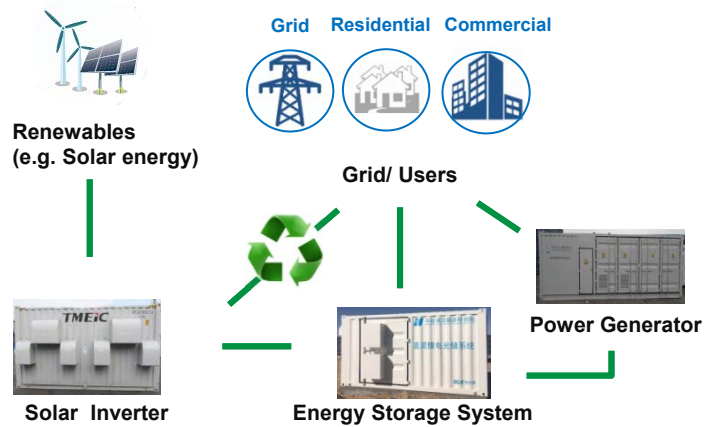 Grid Residential Commercial
Renewables
(e.g. Solar energy)
Grid/ Users
TMEiC
Power Generator
Solar Inverter
Energy Storage System